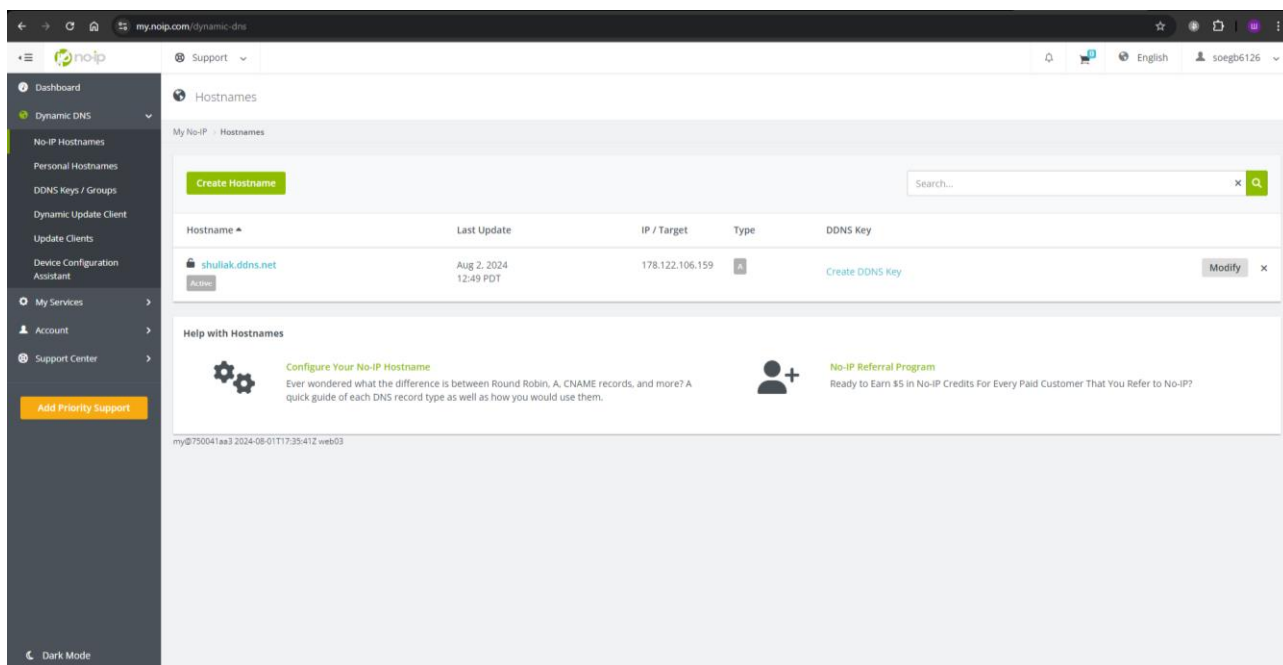 my.noip.com/dynamic-dns
no-ip
Support
0
English
soegb6126
Dashboard
Dynamic DNS
No-IP Hostnames
Personal Hostnames
DDNS Keys / Groups
Dynamic Update Client
Update Clients
Device Configuration
Assistant
My Services
Account
Support Center
Add Priority Support
Dark Mode
Hostnames
My No-IP Hostnames
Create Hostname
Search...
Hostname Last Update IP / Target Type DDNS Key
shuliak.ddns.net Aug 2, 2024 178.122.106.159 A Create DDNS Key Modify
Active 12:49 PDT
Help with Hostnames
Configure Your No-IP Hostname
Ever wondered what the difference is between Round Robin, A, CNAME records, and more? A
quick guide of each DNS record type as well as how you would use them.
No-IP Referral Program
Ready to Earn $5 in No-IP Credits For Every Paid Customer That You Refer to No-IP?
my@750041aa3 2024-08-01T17:35:41Z web03